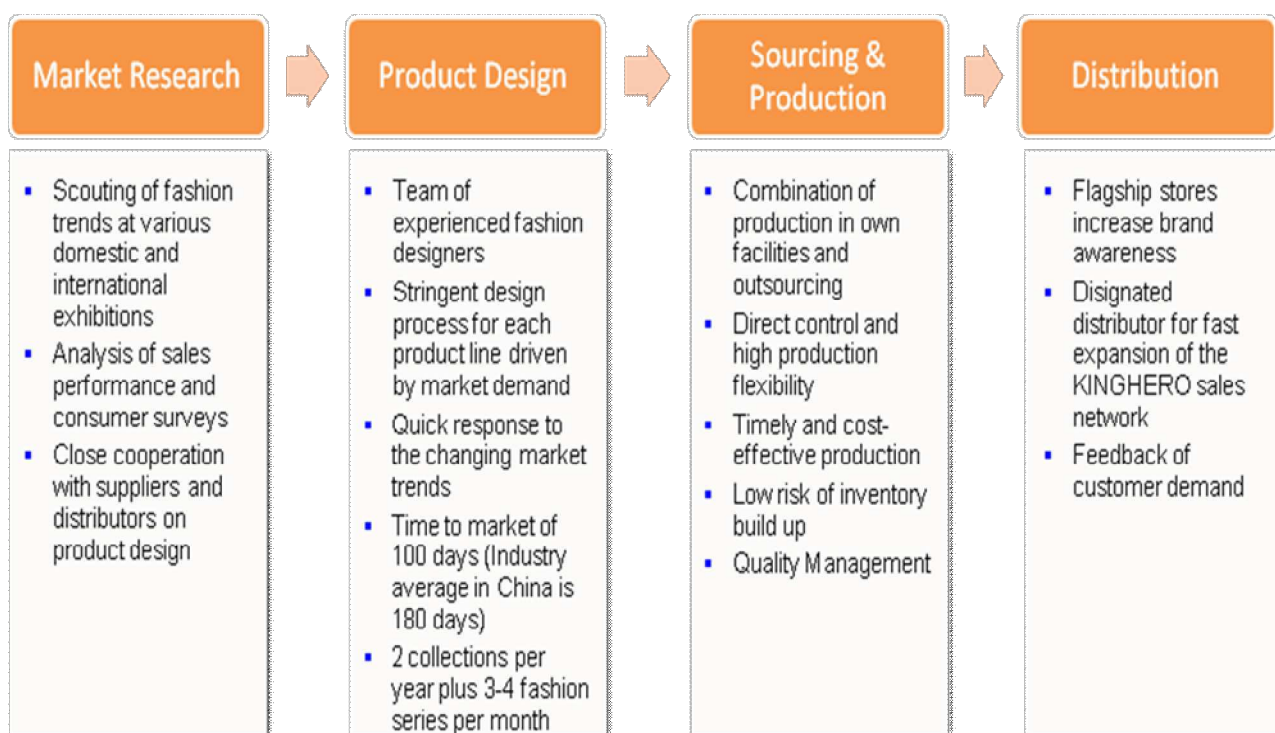 Market Research
Scouting of fashion
trends at various
domestic and
international
exhibitions
Analysis of sales
performance and
consumer surveys
Close cooperation
with suppliers and
distributors on
product design
Product Design
Team of
experienced fashion
designers
Stringent design
process for each
product line driven
by market demand
Quick response to
the changing market
trends
Time to market of
100 days (Industry
average in China is
180 days)
2 collections per
year plus 3-4 fashion
series per month
Sourcing &
Production
Combination of
production in own
facilities and
outsourcing
Direct control and
high production
flexibility
Timely and cost-
effective production
Low risk of inventory
build up
Quality Management
Distribution
Flagship stores
increase brand
awareness
Disignated
distributor for fast
expansion of the
KINGHERO sales
network
Feedback of
customer demand